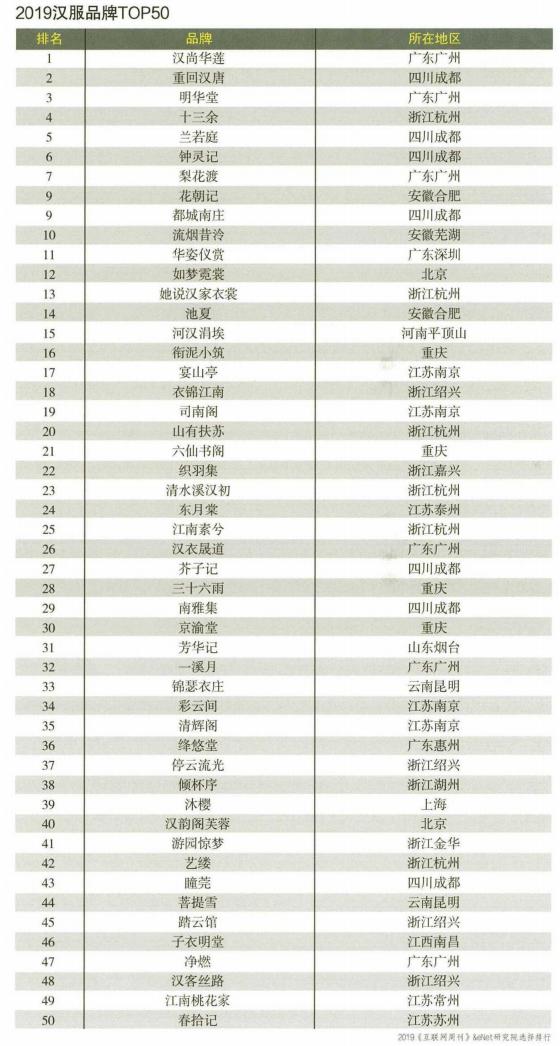 2019汉服品牌TOP50
排名 品牌 所在地区
1 汉尚华莲 广东广州
2 重回汉唐 四川成都
3 明华堂 广东广州
4 十三余 浙江杭州
5 兰若庭 四川成都
6 钟灵记 四川成都
7 梨花渡 广东广州
9 花朝记 安徽合肥
9 都城南庄 四川成都
10 流烟昔泠 安徽芜湖
11 华姿仪赏 广东深圳
12 如梦霓裳 北京
13 她说汉家衣裳 浙江杭州
14 池夏 安徽合肥
15 河汉涓埃 河南平顶山
16 衔泥小筑 重庆
17 宴山亭 江苏南京
18 衣锦江南 浙江绍兴
19 司南阁 江苏南京
20 山有扶苏 浙江杭州
21 六仙书阁 重庆
22 织羽集 浙江嘉兴
23 清水溪汉初 浙江杭州
24 东月棠 江苏泰州
25 江南素兮 浙江杭州
26 汉衣晟道 广东广州
27 芥子记 四川成都
28 三十六雨 重庆
29 南雅集 四川成都
30 京渝堂 重庆
31 芳华记 山东烟台
32 一溪月 广东广州
33 锦瑟衣庄 云南昆明
34 彩云间 江苏南京
35 清辉阁 江苏南京
36 绛悠堂 广东惠州
37 停云流光 浙江绍兴
38 倾杯序 浙江湖州
39 沐樱 上海
40 汉韵阁芙蓉 北京
41 游园惊梦 浙江金华
42 艺缕 浙江杭州
43 瞳莞 四川成都
44 菩提雪 云南昆明
45 踏云馆 浙江绍兴
46 子衣明堂 江西南昌
47 净燃 广东广州
48 汉客丝路 浙江绍兴
49 江南桃花家 江苏常州
50 春拾记 江苏苏州
2019《互联网周刊》&eNet研究院选择排行